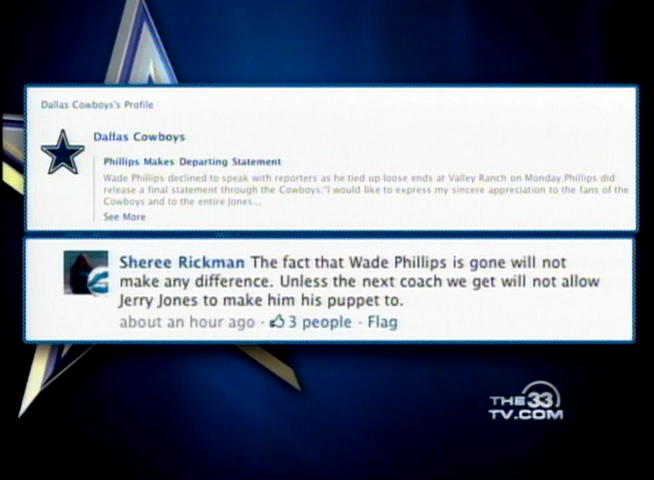 Dallas Cowboys's Profile
Dallas Cowboys
Phillips Makes Departing Statement
Wade Phillips declined to speak with reporters as he tied up loose ends at Valley Ranch on Monday.Phillips did
release a final statement through the Cowboys:"I would like to express my sincere appreciation to the fans of the
Cowboys and to the entire Jones...
See More
Sheree Rickman The fact that Wade Phillips is gone will not
make any difference. Unless the next coach we get will not allow
Jerry Jones to make him his puppet to.
about an hour ago · 3 people · Flag
THE 33
TV.COM